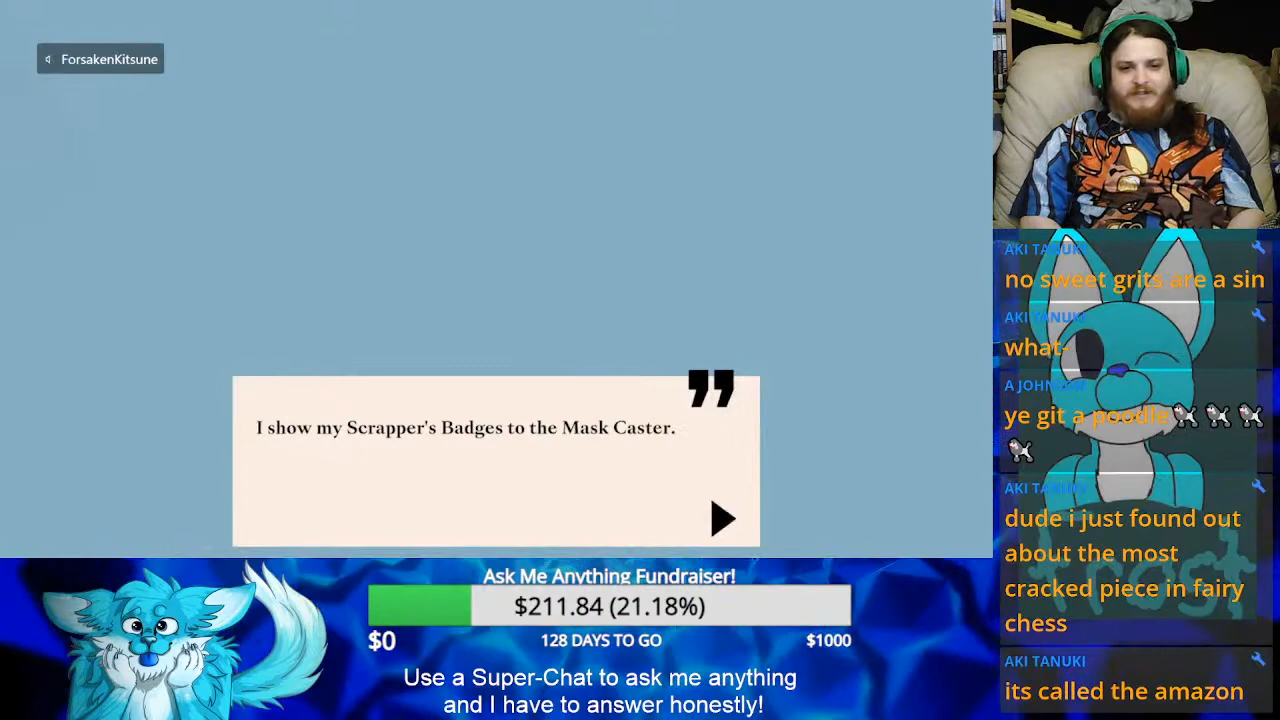 ForsakenKitsune
I show my Scrapper's Badges to the Mask Caster.
AKI TANUKI
no sweet grits are a sin
AKI TANUKI
what-
ye git a poodle🐩🐩🐩
🐩
AKI TANUKI
dude i just found out
about the most
cracked piece in fairy
chess
AKI TANUKI
its called the amazon
Ask Me Anything Fundraiser!
$211.84 (21.18%)
$0 128 DAYS TO GO $1000
Use a Super-Chat to ask me anything
and I have to answer honestly!